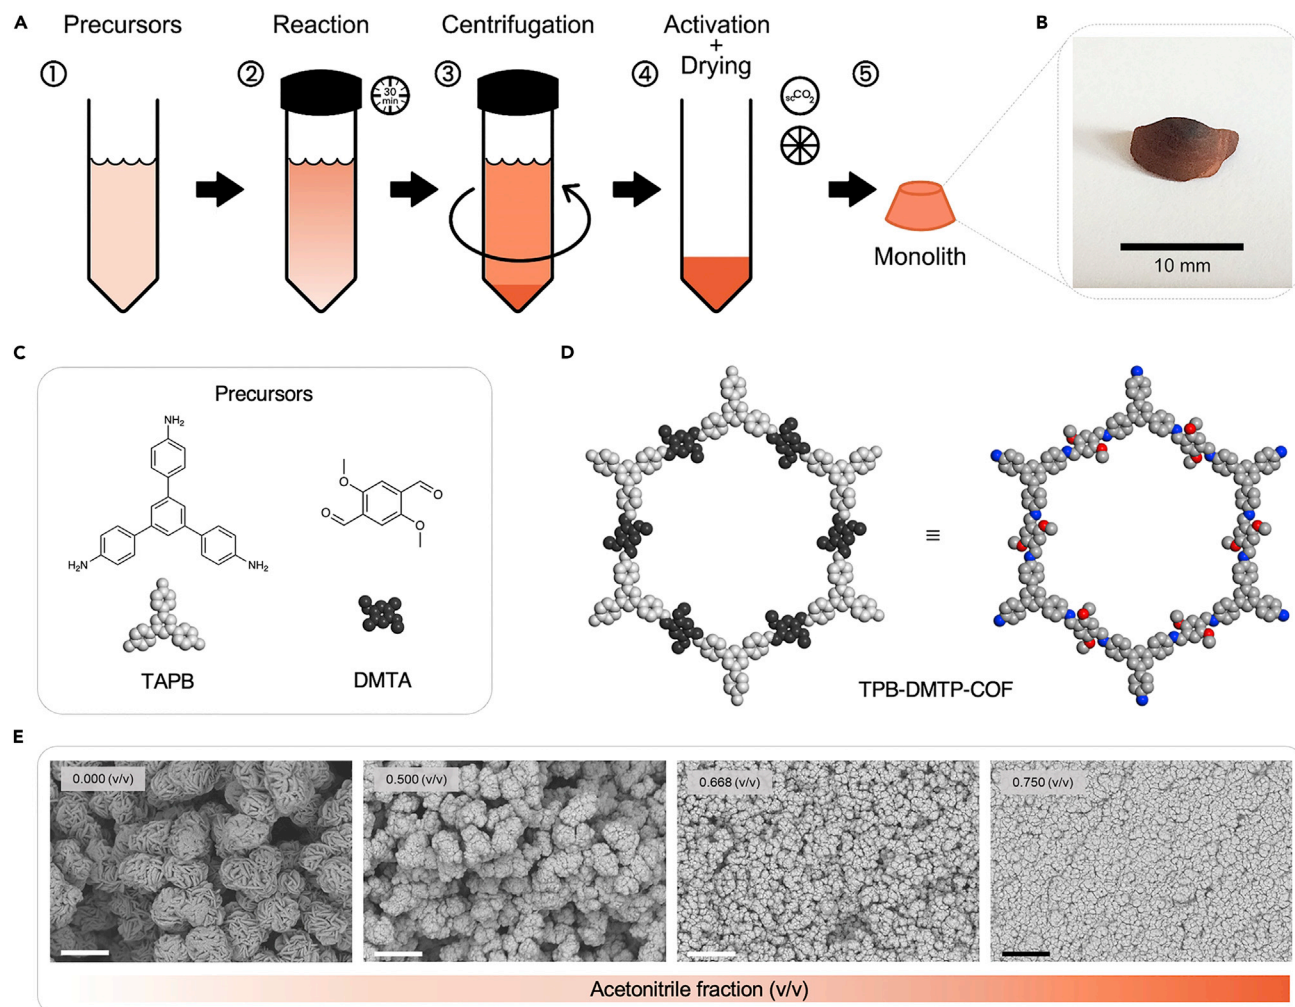 A
Precursors
Reaction
Centrifugation
Activation
+
Drying
B
①
②
30
min
③
④
scCO2
⑤
Monolith
10 mm
C
Precursors
NH2
H2N
NH2
O
O
O
O
TAPB
DMTA
D
≡
TPB-DMTP-COF
E
0.000 (v/v)
0.500 (v/v)
0.668 (v/v)
0.750 (v/v)
Acetonitrile fraction (v/v)